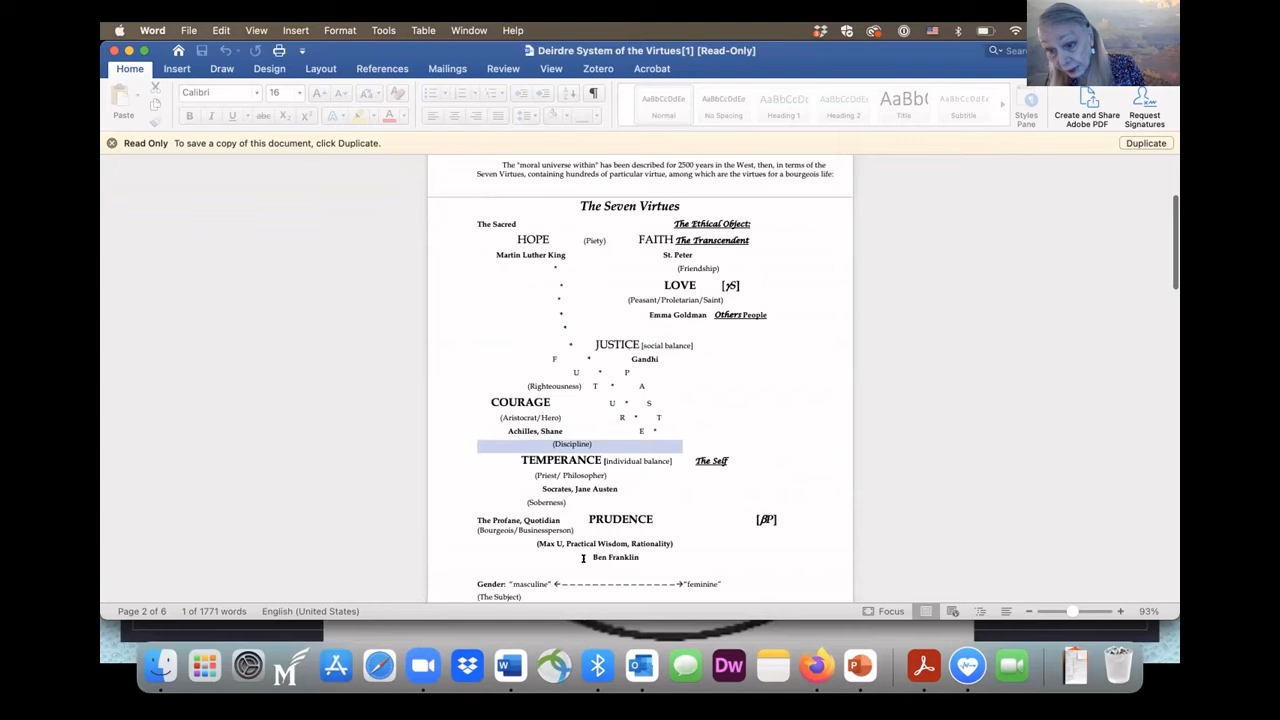 Word File Edit View Insert Format Tools Table Window Help
Deirdre System of the Virtues[1] [Read-Only]
Home Insert Draw Design Layout References Mailings Review View Zotero Acrobat
Calibri 16
Paste
AaBbCcDdEe AaBbCcDdEe AaBbCcDd AaBbCcDdE AaBb( AaBbCcDdE
Normal No Spacing Heading 1 Heading 2 Title Subtitle
Styles Pane
Create and Share Adobe PDF
Request Signatures
Read Only To save a copy of this document, click Duplicate.
Duplicate
The "moral universe within" has been described for 2500 years in the West, then, in terms of the
Seven Virtues, containing hundreds of particular virtue, among which are the virtues for a bourgeois life:
The Seven Virtues
The Sacred The Ethical Object:
HOPE (Piety) FAITH The Transcendent
Martin Luther King St. Peter
* (Friendship)
* LOVE [γS]
* (Peasant/Proletarian/Saint)
* Emma Goldman Others People
*
* JUSTICE [social balance]
F * Gandhi
U * P
(Righteousness) T * A
COURAGE U * S
(Aristocrat/Hero) R * T
Achilles, Shane E *
(Discipline)
TEMPERANCE [individual balance] The Self
(Priest/ Philosopher)
Socrates, Jane Austen
(Soberness)
The Profane, Quotidian PRUDENCE [βP]
(Bourgeois/Businessperson)
(Max U, Practical Wisdom, Rationality)
Ben Franklin
Gender: "masculine" ←– – – – – – – – – – – – – – –→"feminine"
(The Subject)
Page 2 of 6 1 of 1771 words English (United States) Focus 93%
W
Dw